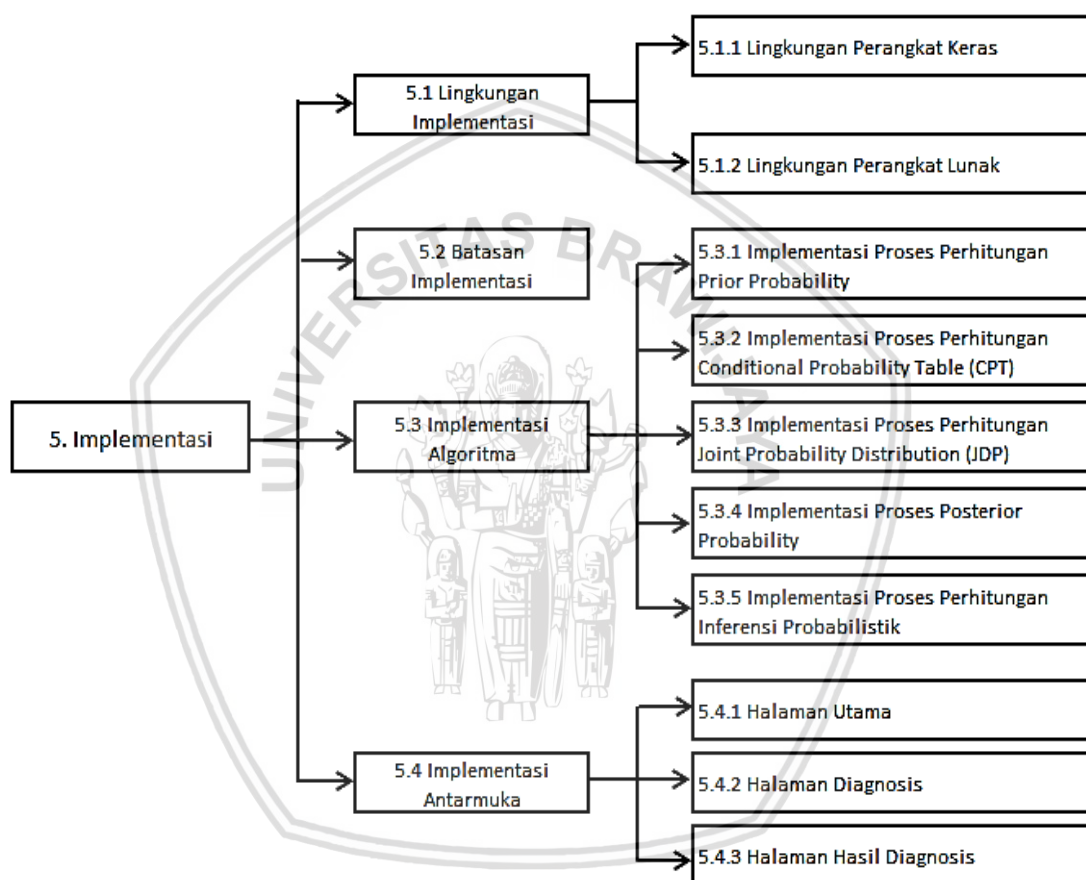 5. Implementasi
5.1 Lingkungan
Implementasi
5.1.1 Lingkungan Perangkat Keras
5.1.2 Lingkungan Perangkat Lunak
5.2 Batasan
Implementasi
5.3 Implementasi
Algoritma
5.3.1 Implementasi Proses Perhitungan
Prior Probability
5.3.2 Implementasi Proses Perhitungan
Conditional Probability Table (CPT)
5.3.3 Implementasi Proses Perhitungan
Joint Probability Distribution (JDP)
5.3.4 Implementasi Proses Posterior
Probability
5.3.5 Implementasi Proses Perhitungan
Inferensi Probabilistik
5.4 Implementasi
Antarmuka
5.4.1 Halaman Utama
5.4.2 Halaman Diagnosis
5.4.3 Halaman Hasil Diagnosis
UNIVERSITAS BRAWIJAYA